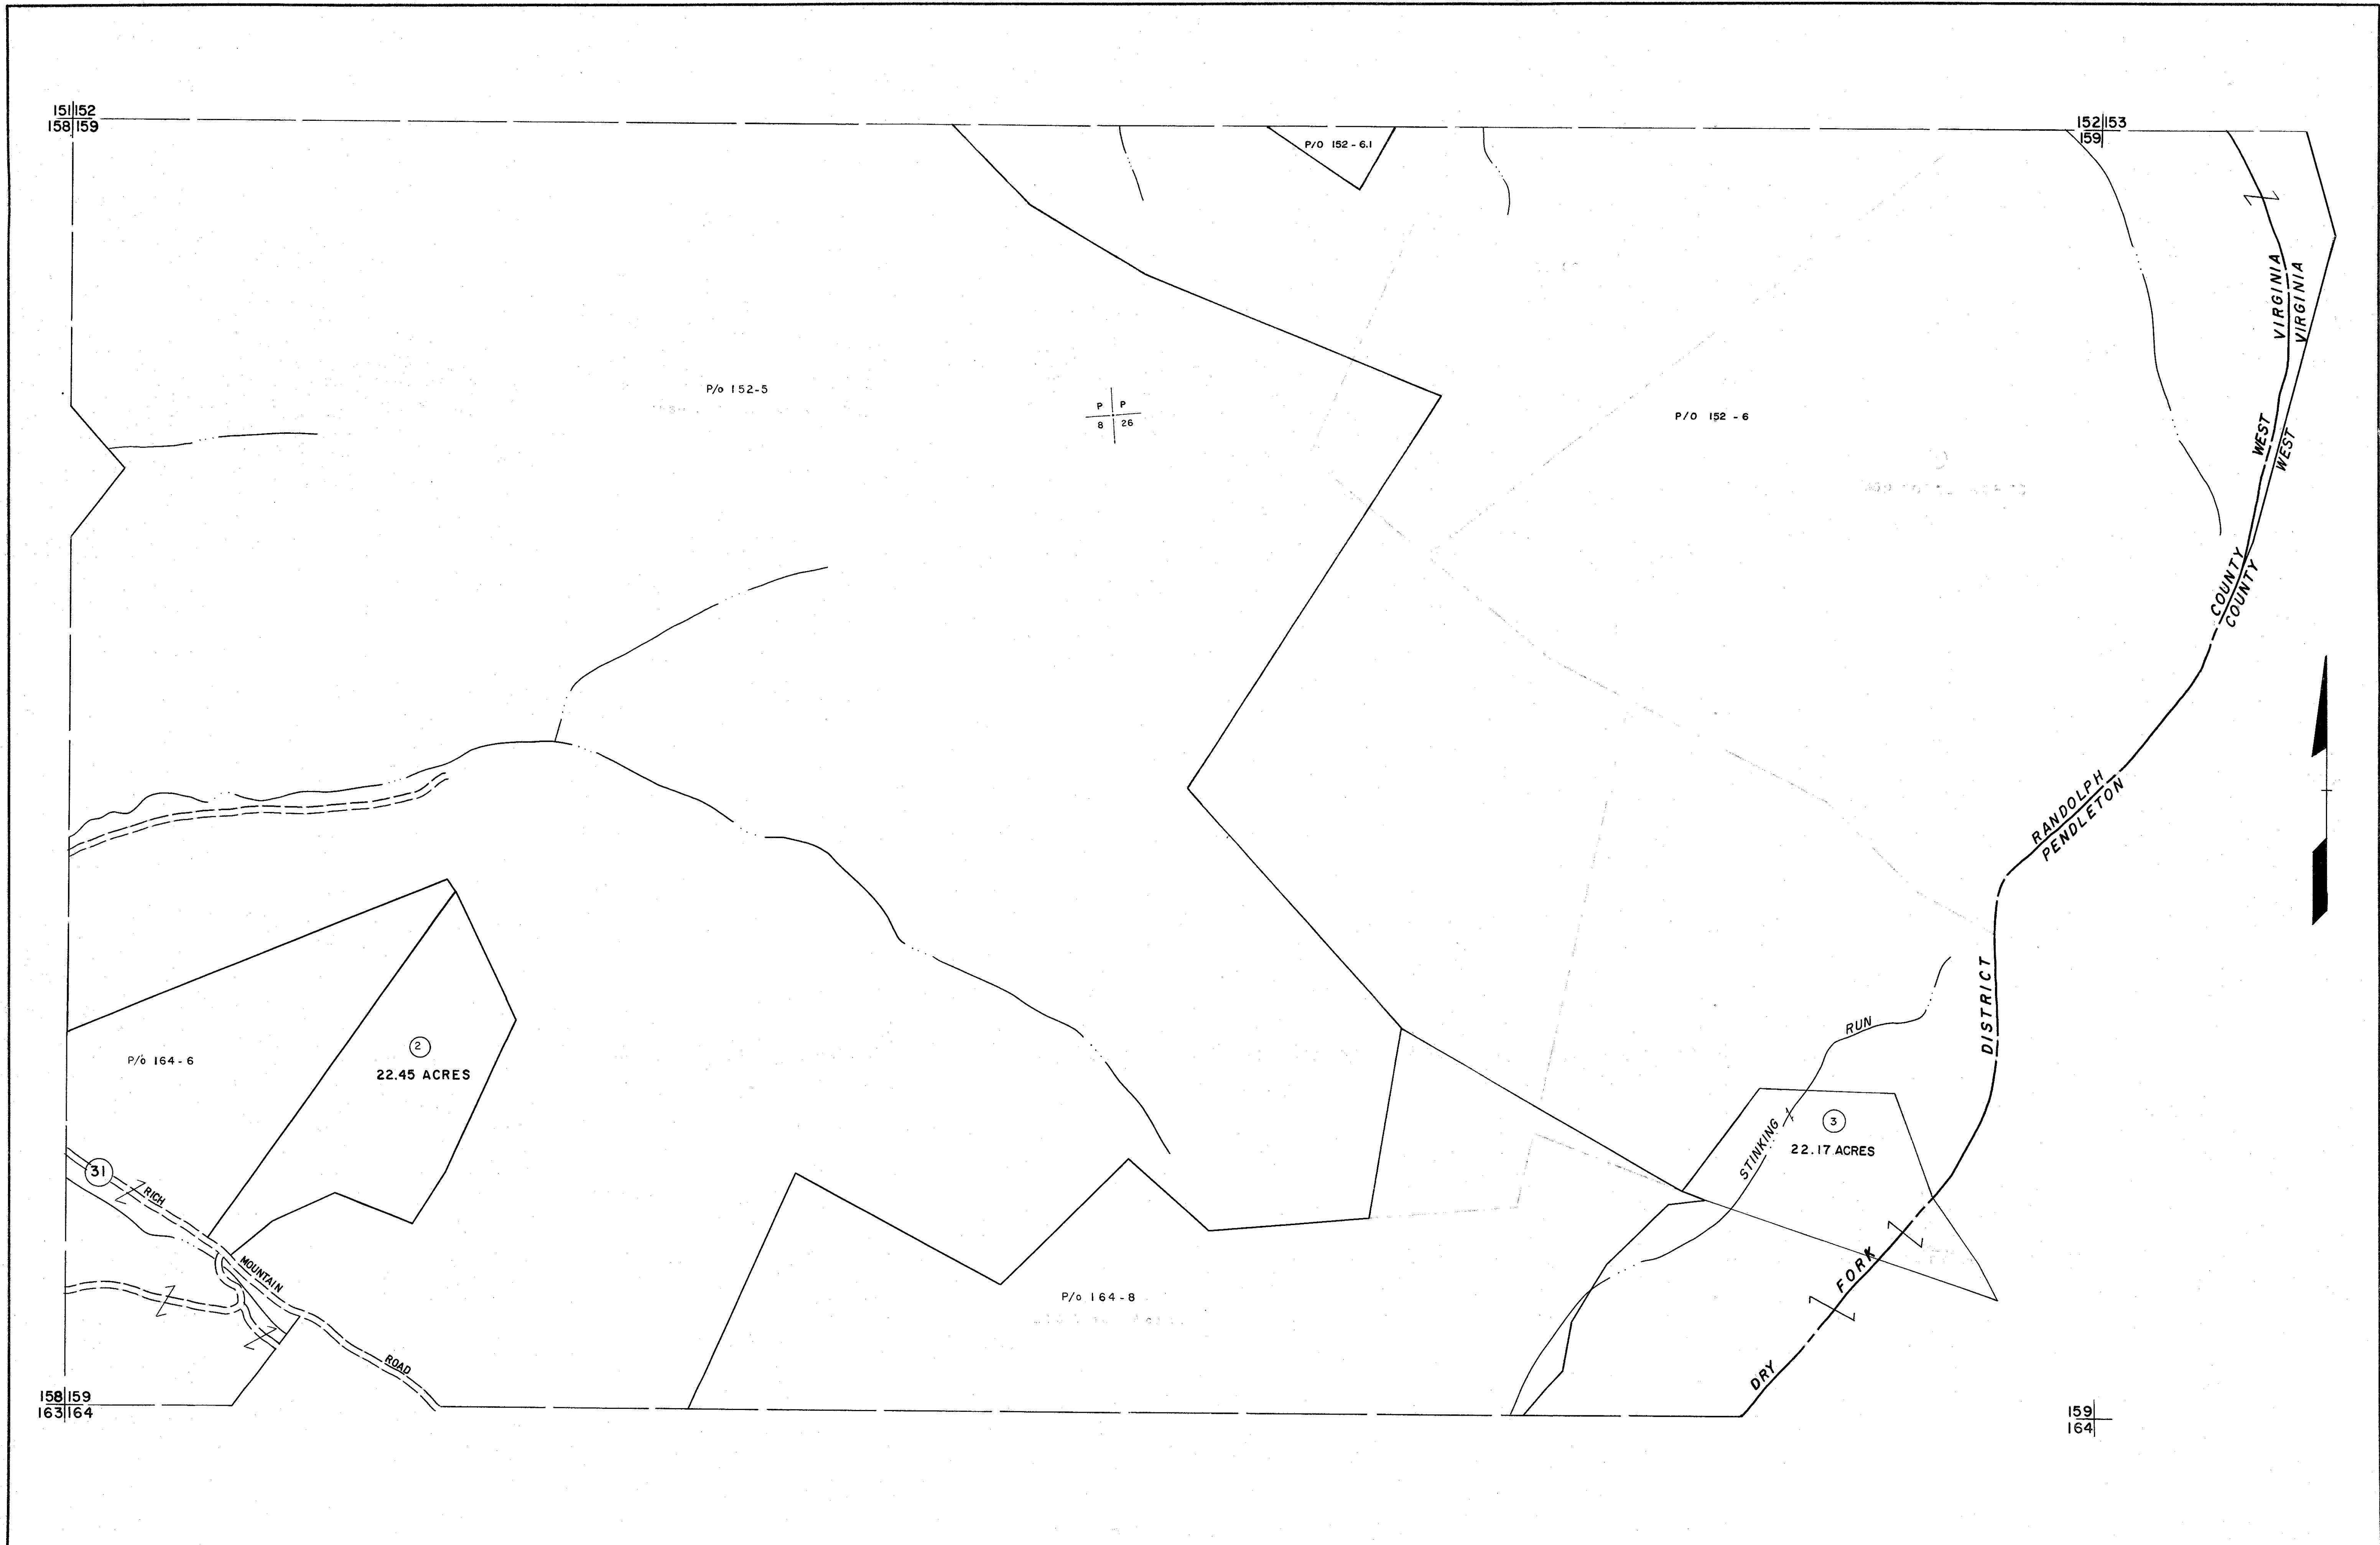 151 152
158 159
152 153
159
P/O 152 - 6.1
P/o 152-5
P P
8 26
P/O 152 - 6
WEST VIRGINIA
WEST VIRGINIA
COUNTY
COUNTY
RANDOLPH
PENDLETON
DISTRICT
RUN
STINKING
3
22.17 ACRES
P/o 164 - 6
2
22.45 ACRES
31
RICH
MOUNTAIN
ROAD
P/o 164 - 8
FORK
DRY
158 159
163 164
159
164